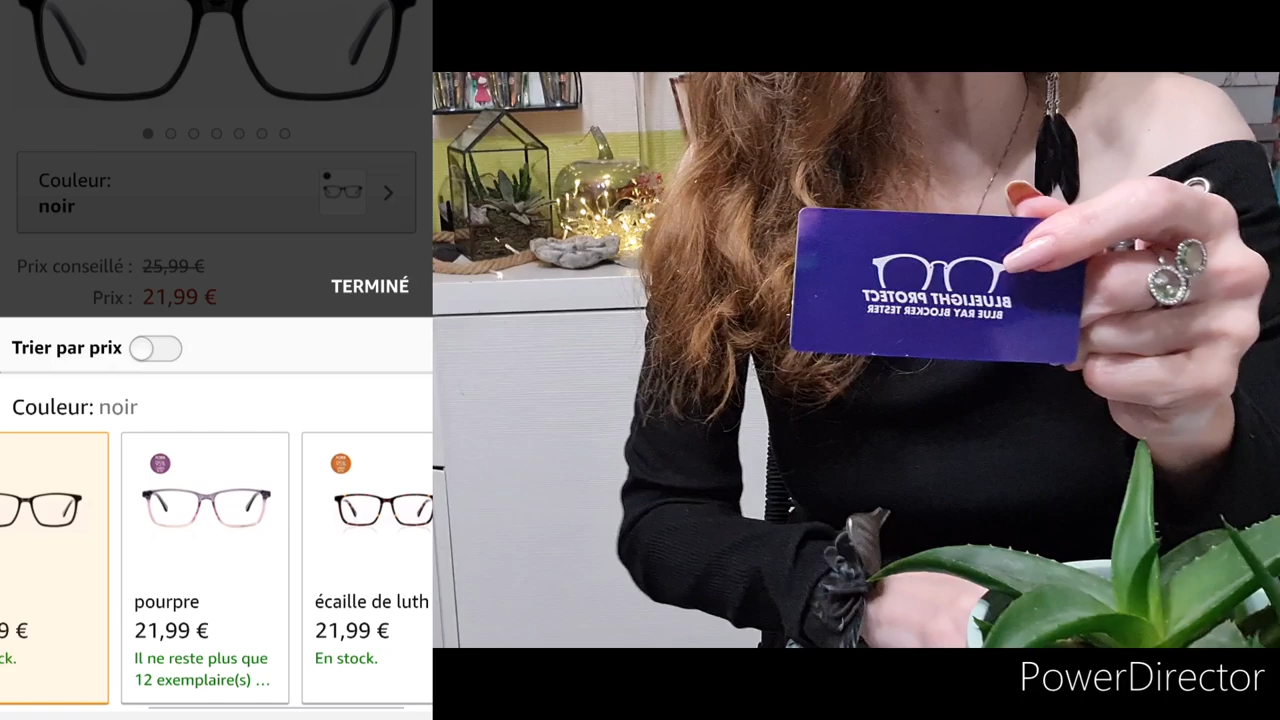 Couleur:
noir
Prix conseillé : 25,99 €
Prix : 21,99 €
TERMINÉ
Trier par prix
Couleur: noir
9 €
ck.
pourpre
21,99 €
Il ne reste plus que
12 exemplaire(s) ...
écaille de luth
21,99 €
En stock.
BLUELIGHT PROTECT
BLUE RAY BLOCKER TESTER
PowerDirector